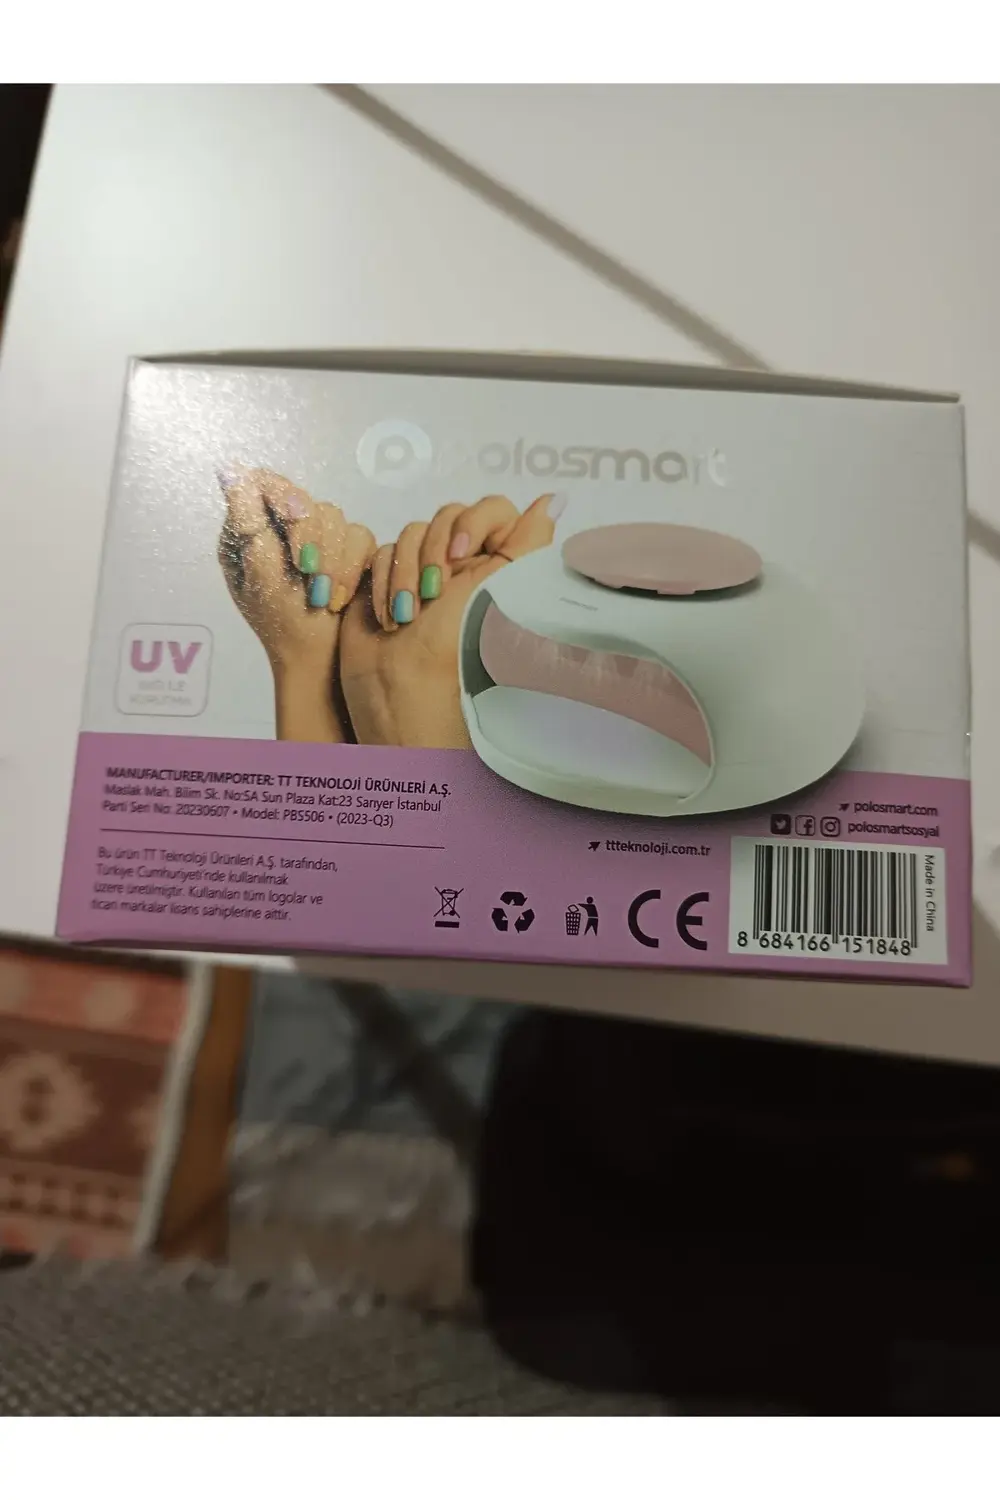 Polosmart
UV
ISISI İLE
KURUTMA
MANUFACTURER/IMPORTER: TT TEKNOLOJİ ÜRÜNLERİ A.Ş.
Maslak Mah. Bilim Sk. No:5A Sun Plaza Kat:23 Sarıyer İstanbul
Parti Seri No: 20230607 • Model: PBS506 • (2023-Q3)
Bu ürün TT Teknoloji Ürünleri A.Ş. tarafından,
Türkiye Cumhuriyeti'nde kullanılmak
üzere üretilmiştir. Kullanılan tüm logolar ve
ticari markalar lisans sahiplerine aittir.
ttteknoloji.com.tr
polosmart.com
polosmartsosyal
CE
Made in China
8 684166 151848